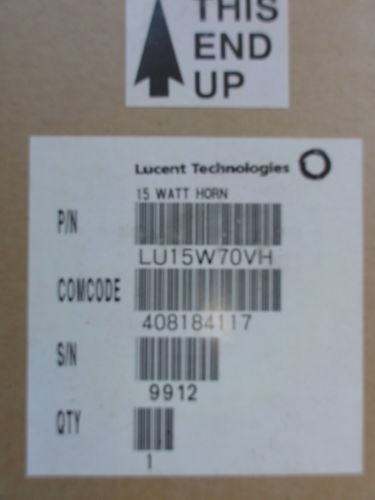 THIS
END
UP
Lucent Technologies
15 WATT HORN
P/N
LU15W70VH
COMCODE
408184117
S/N
9912
QTY
1